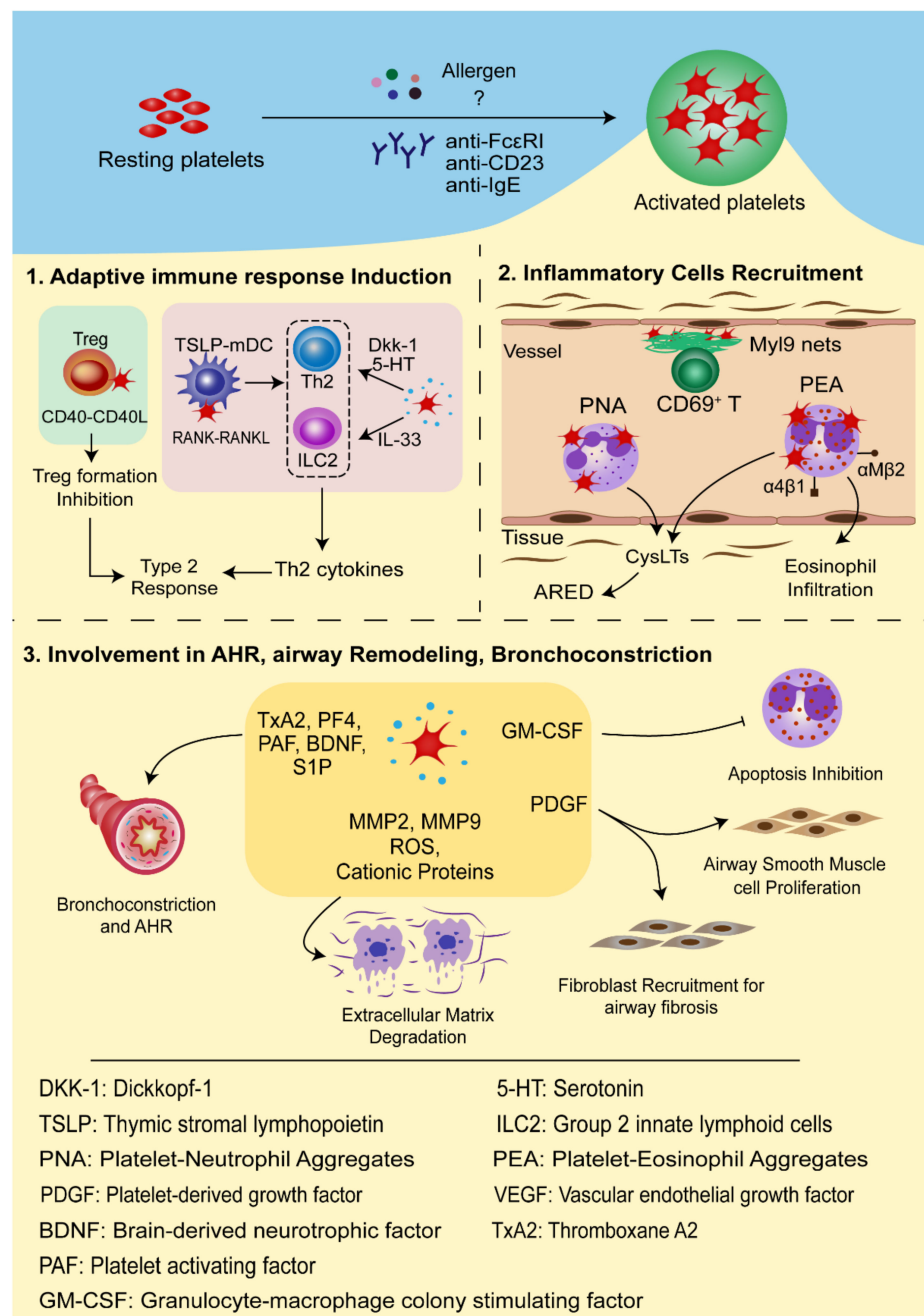 Allergen
?
Resting platelets
anti-FcεRI
anti-CD23
anti-IgE
Activated platelets
1. Adaptive immune response Induction
Treg
CD40-CD40L
Treg formation
Inhibition
TSLP-mDC
RANK-RANKL
Th2
ILC2
Dkk-1
5-HT
IL-33
Type 2
Response
Th2 cytokines
2. Inflammatory Cells Recruitment
Vessel
Myl9 nets
CD69⁺ T
PNA
PEA
α4β1
αMβ2
Tissue
CysLTs
ARED
Eosinophil
Infiltration
3. Involvement in AHR, airway Remodeling, Bronchoconstriction
TxA2, PF4,
PAF, BDNF,
S1P
GM-CSF
PDGF
MMP2, MMP9
ROS,
Cationic Proteins
Apoptosis Inhibition
Airway Smooth Muscle
cell Proliferation
Bronchoconstriction
and AHR
Extracellular Matrix
Degradation
Fibroblast Recruitment for
airway fibrosis
DKK-1: Dickkopf-1
5-HT: Serotonin
TSLP: Thymic stromal lymphopoietin
ILC2: Group 2 innate lymphoid cells
PNA: Platelet-Neutrophil Aggregates
PEA: Platelet-Eosinophil Aggregates
PDGF: Platelet-derived growth factor
VEGF: Vascular endothelial growth factor
BDNF: Brain-derived neurotrophic factor
TxA2: Thromboxane A2
PAF: Platelet activating factor
GM-CSF: Granulocyte-macrophage colony stimulating factor